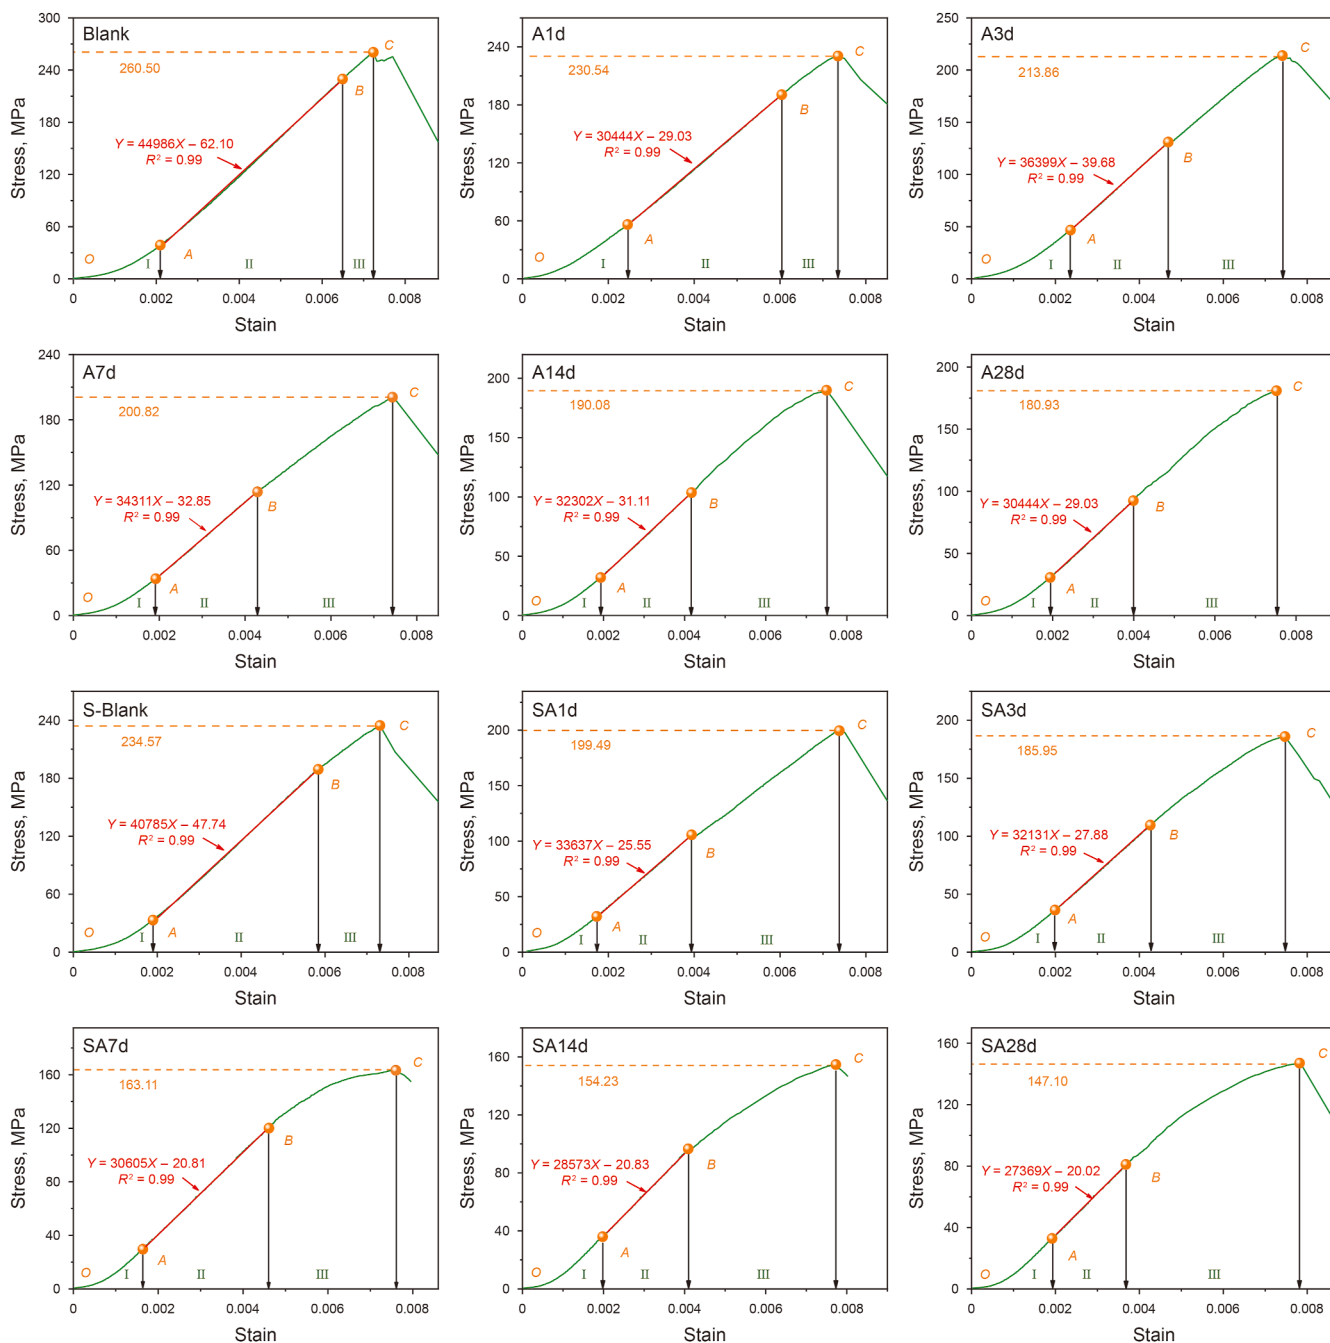 Blank
300
240
180
120
60
0
Stress, MPa
260.50
C
B
Y = 44986X – 62.10
R² = 0.99
O
A
I
II
III
0
0.002
0.004
0.006
0.008
Stain
A1d
240
180
120
60
0
Stress, MPa
230.54
C
B
Y = 30444X – 29.03
R² = 0.99
O
A
I
II
III
0
0.002
0.004
0.006
0.008
Stain
A3d
250
200
150
100
50
0
Stress, MPa
213.86
C
B
Y = 36399X – 39.68
R² = 0.99
O
A
I
II
III
0
0.002
0.004
0.006
0.008
Stain
A7d
240
180
120
60
0
Stress, MPa
200.82
C
B
Y = 34311X – 32.85
R² = 0.99
O
A
I
II
III
0
0.002
0.004
0.006
0.008
Stain
A14d
200
150
100
50
0
Stress, MPa
190.08
C
B
Y = 32302X – 31.11
R² = 0.99
O
A
I
II
III
0
0.002
0.004
0.006
0.008
Stain
A28d
200
150
100
50
0
Stress, MPa
180.93
C
B
Y = 30444X – 29.03
R² = 0.99
O
A
I
II
III
0
0.002
0.004
0.006
0.008
Stain
S-Blank
240
180
120
60
0
Stress, MPa
234.57
C
B
Y = 40785X – 47.74
R² = 0.99
O
A
I
II
III
0
0.002
0.004
0.006
0.008
Stain
SA1d
200
150
100
50
0
Stress, MPa
199.49
C
B
Y = 33637X – 25.55
R² = 0.99
O
A
I
II
III
0
0.002
0.004
0.006
0.008
Stain
SA3d
200
150
100
50
0
Stress, MPa
185.95
C
B
Y = 32131X – 27.88
R² = 0.99
O
A
I
II
III
0
0.002
0.004
0.006
0.008
Stain
SA7d
160
120
80
40
0
Stress, MPa
163.11
C
B
Y = 30605X – 20.81
R² = 0.99
O
A
I
II
III
0
0.002
0.004
0.006
0.008
Stain
SA14d
160
120
80
40
0
Stress, MPa
154.23
C
B
Y = 28573X – 20.83
R² = 0.99
O
A
I
II
III
0
0.002
0.004
0.006
0.008
Stain
SA28d
160
120
80
40
0
Stress, MPa
147.10
C
B
Y = 27369X – 20.02
R² = 0.99
O
A
I
II
III
0
0.002
0.004
0.006
0.008
Stain